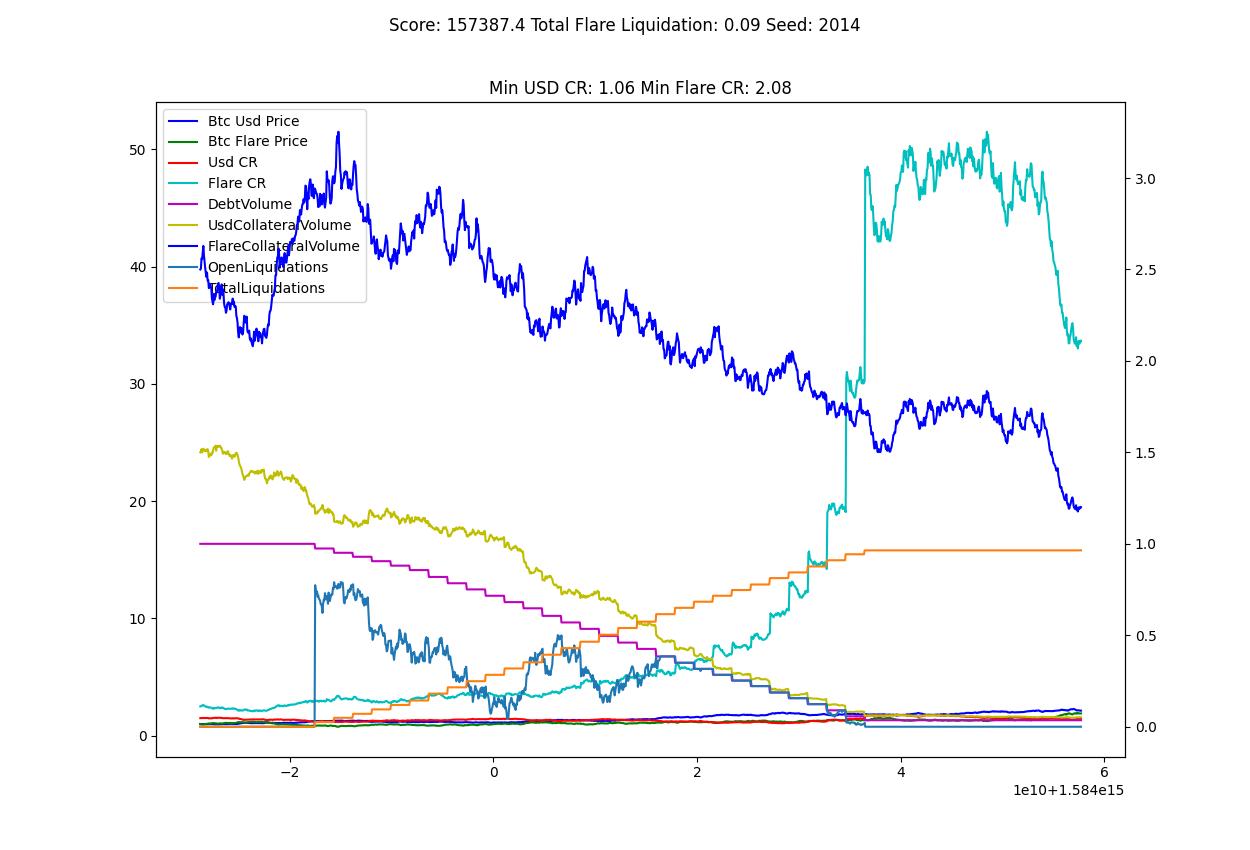 Score: 157387.4 Total Flare Liquidation: 0.09 Seed: 2014
Min USD CR: 1.06 Min Flare CR: 2.08
Btc Usd Price
Btc Flare Price
Usd CR
Flare CR
DebtVolume
UsdCollateralVolume
FlareCollateralVolume
OpenLiquidations
TotalLiquidations
50
40
30
20
10
0
3.0
2.5
2.0
1.5
1.0
0.5
0.0
−2
0
2
4
6
1e10+1.584e15